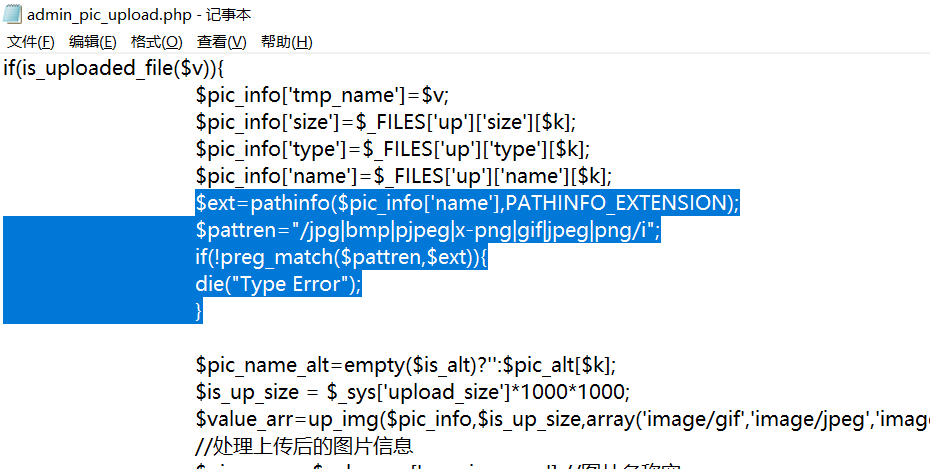 admin_pic_upload.php - 记事本
文件(F) 编辑(E) 格式(O) 查看(V) 帮助(H)
if(is_uploaded_file($v)){
$pic_info['tmp_name']=$v;
$pic_info['size']=$_FILES['up']['size'][$k];
$pic_info['type']=$_FILES['up']['type'][$k];
$pic_info['name']=$_FILES['up']['name'][$k];
$ext=pathinfo($pic_info['name'],PATHINFO_EXTENSION);
$pattren="/jpg|bmp|pjpeg|x-png|gif|jpeg|png/i";
if(!preg_match($pattren,$ext)){
die("Type Error");
}
$pic_name_alt=empty($is_alt)?'':$pic_alt[$k];
$is_up_size = $_sys['upload_size']*1000*1000;
$value_arr=up_img($pic_info,$is_up_size,array('image/gif','image/jpeg','imag
//处理上传后的图片信息